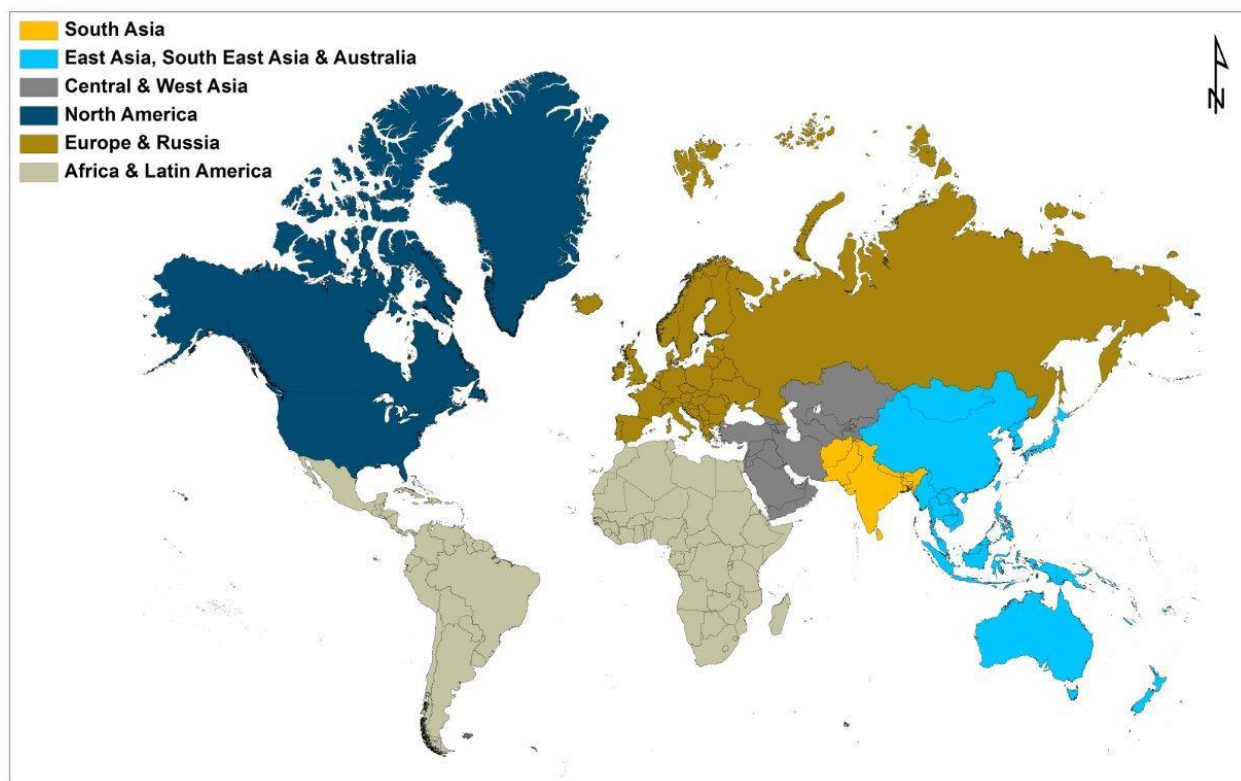 South Asia
East Asia, South East Asia & Australia
Central & West Asia
North America
Europe & Russia
Africa & Latin America
N